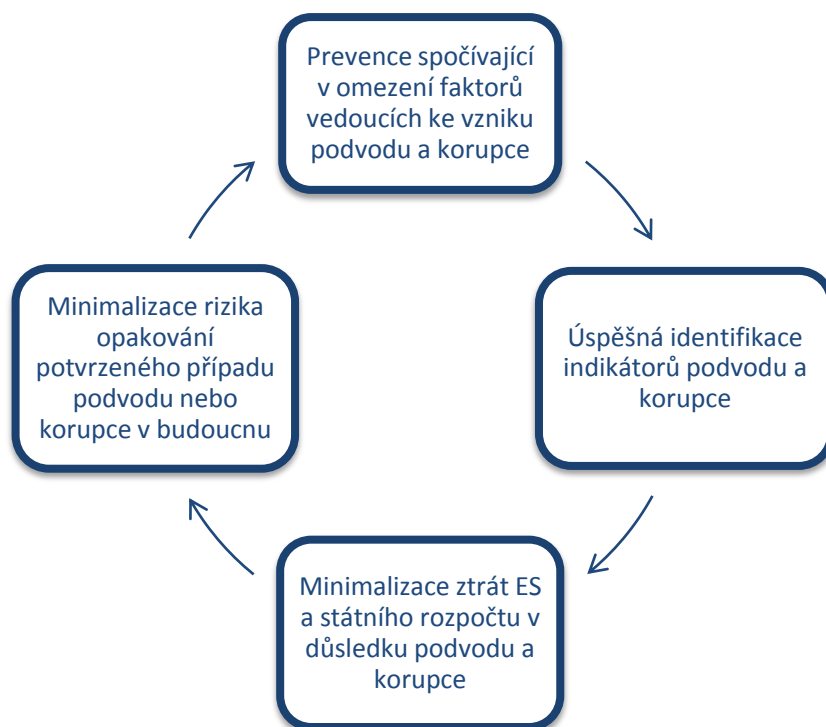 Prevence spočívající
v omezení faktorů
vedoucích ke vzniku
podvodu a korupce
Úspěšná identifikace
indikátorů podvodu a
korupce
Minimalizace ztrát ES
a státního rozpočtu v
důsledku podvodu a
korupce
Minimalizace rizika
opakování
potvrzeného případu
podvodu nebo
korupce v budoucnu